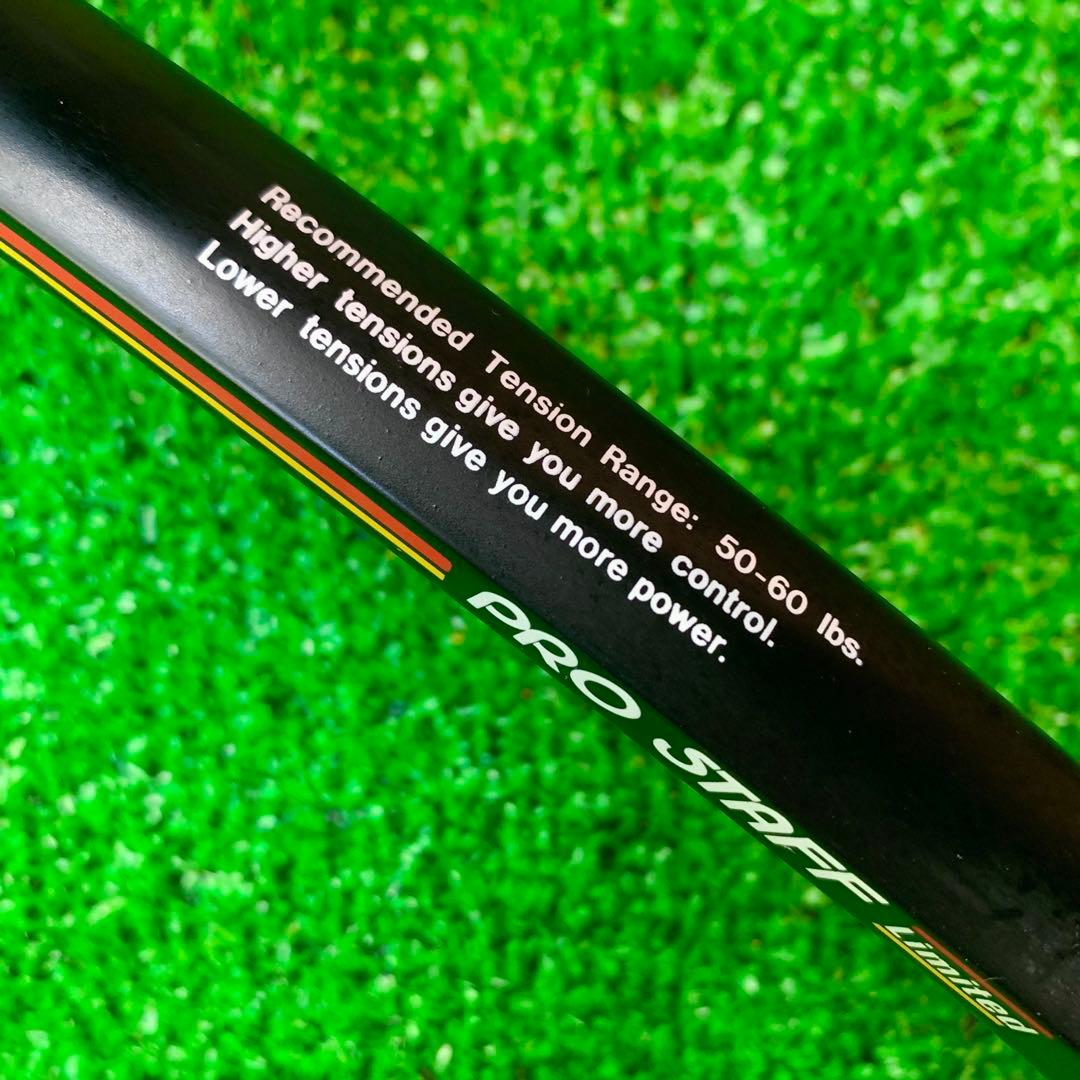 Recommended Tension Range: 50-60 lbs.
Higher tensions give you more control.
Lower tensions give you more power.
PRO STAFF Limited